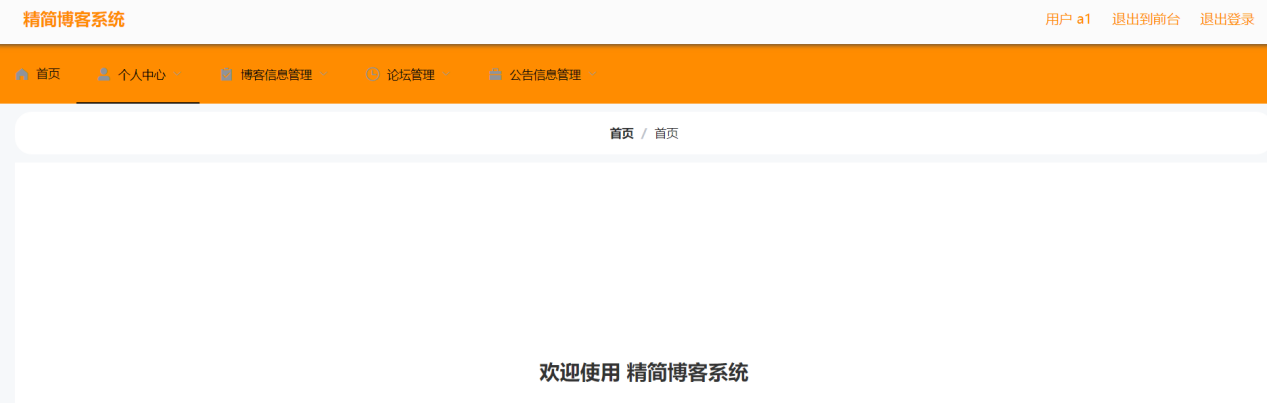 精简博客系统 用户 a1 退出到前台 退出登录
首页 个人中心 博客信息管理 论坛管理 公告信息管理
首页 / 首页
欢迎使用 精简博客系统